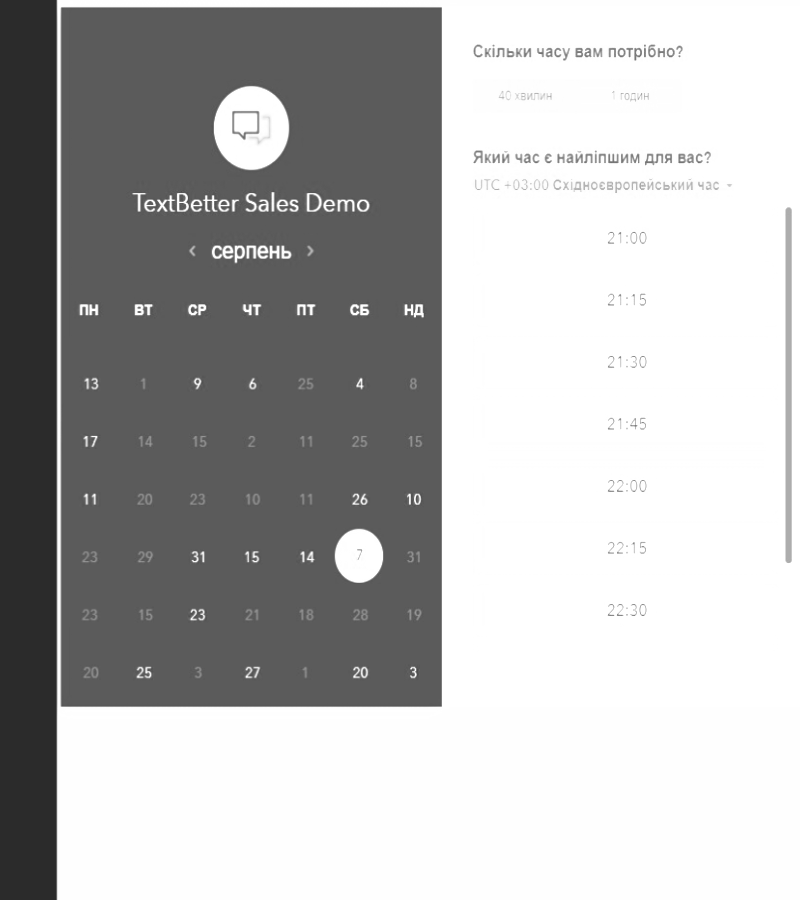 Скільки часу вам потрібно?
40 хвилин 1 годин
Який час є найліпшим для вас?
UTC +03:00 Східноєвропейський час
TextBetter Sales Demo
серпень
ПН ВТ СР ЧТ ПТ СБ НД
13 1 9 6 25 4 8
17 14 15 2 11 25 15
11 20 23 10 11 26 10
23 29 31 15 14 7 31
23 15 23 21 18 28 19
20 25 3 27 1 20 3
21:00
21:15
21:30
21:45
22:00
22:15
22:30